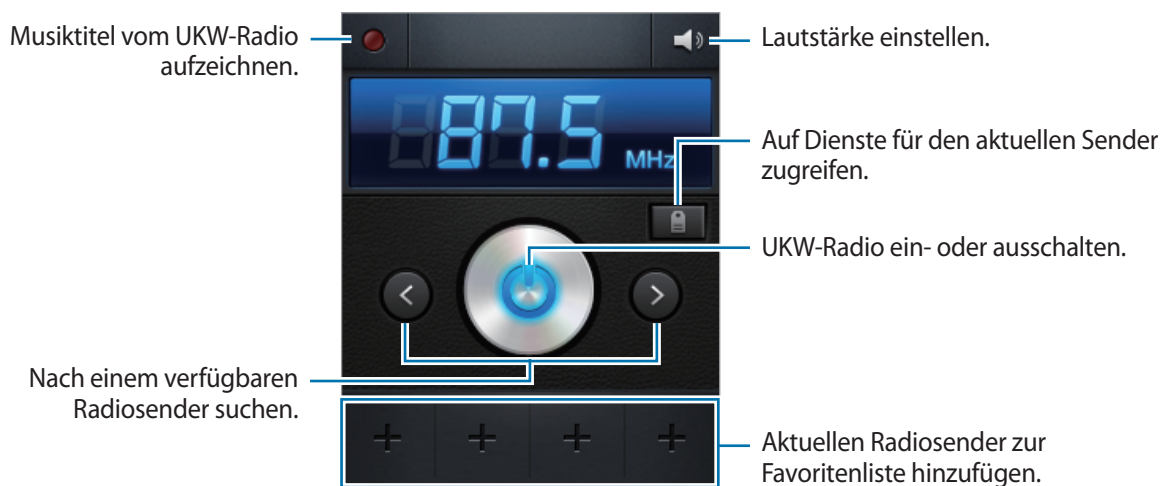 Musiktitel vom UKW-Radio
aufzeichnen.
Lautstärke einstellen.
87.5
MHz
Auf Dienste für den aktuellen Sender
zugreifen.
UKW-Radio ein- oder ausschalten.
Nach einem verfügbaren
Radiosender suchen.
Aktuellen Radiosender zur
Favoritenliste hinzufügen.